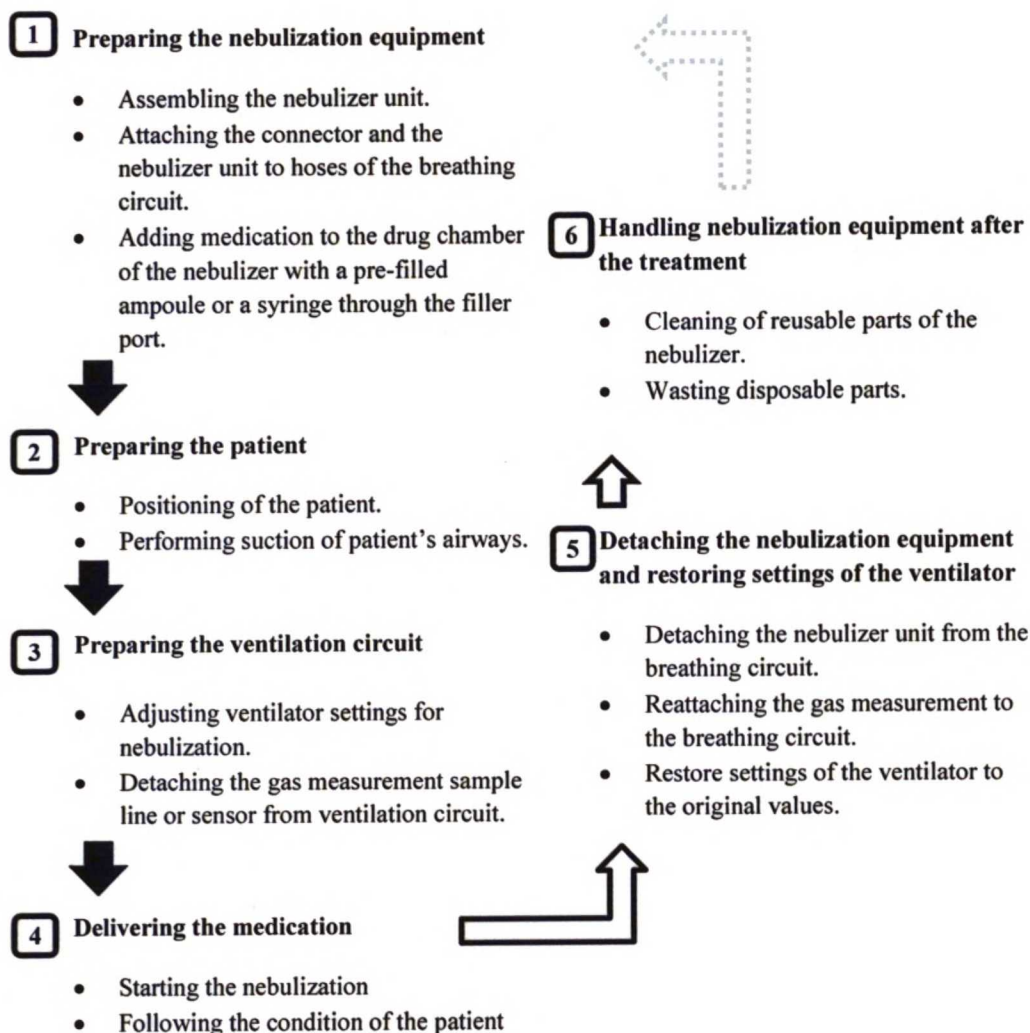 1 Preparing the nebulization equipment
• Assembling the nebulizer unit.
• Attaching the connector and the
nebulizer unit to hoses of the breathing
circuit.
• Adding medication to the drug chamber
of the nebulizer with a pre-filled
ampoule or a syringe through the filler
port.
2 Preparing the patient
• Positioning of the patient.
• Performing suction of patient's airways.
3 Preparing the ventilation circuit
• Adjusting ventilator settings for
nebulization.
• Detaching the gas measurement sample
line or sensor from ventilation circuit.
4 Delivering the medication
• Starting the nebulization
• Following the condition of the patient
5 Detaching the nebulization equipment
and restoring settings of the ventilator
• Detaching the nebulizer unit from the
breathing circuit.
• Reattaching the gas measurement to
the breathing circuit.
• Restore settings of the ventilator to
the original values.
6 Handling nebulization equipment after
the treatment
• Cleaning of reusable parts of the
nebulizer.
• Wasting disposable parts.